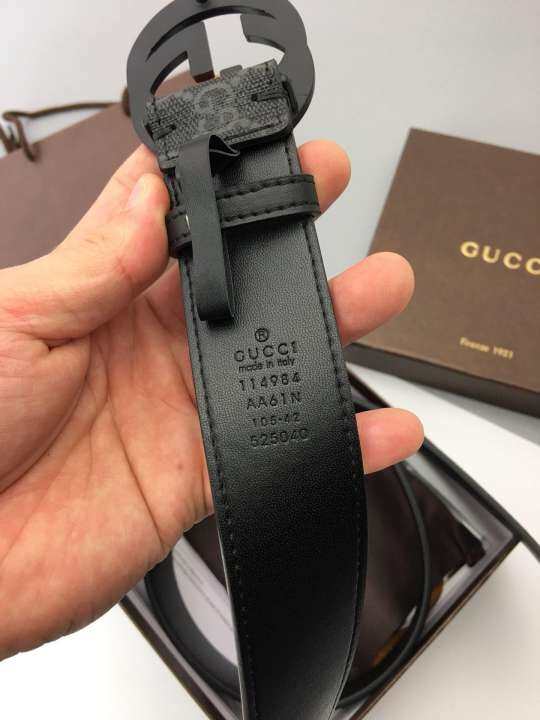 ®
GUCCI
made in italy
114984
AA61N
105-42
525040
GUCCI
Firenze 1921